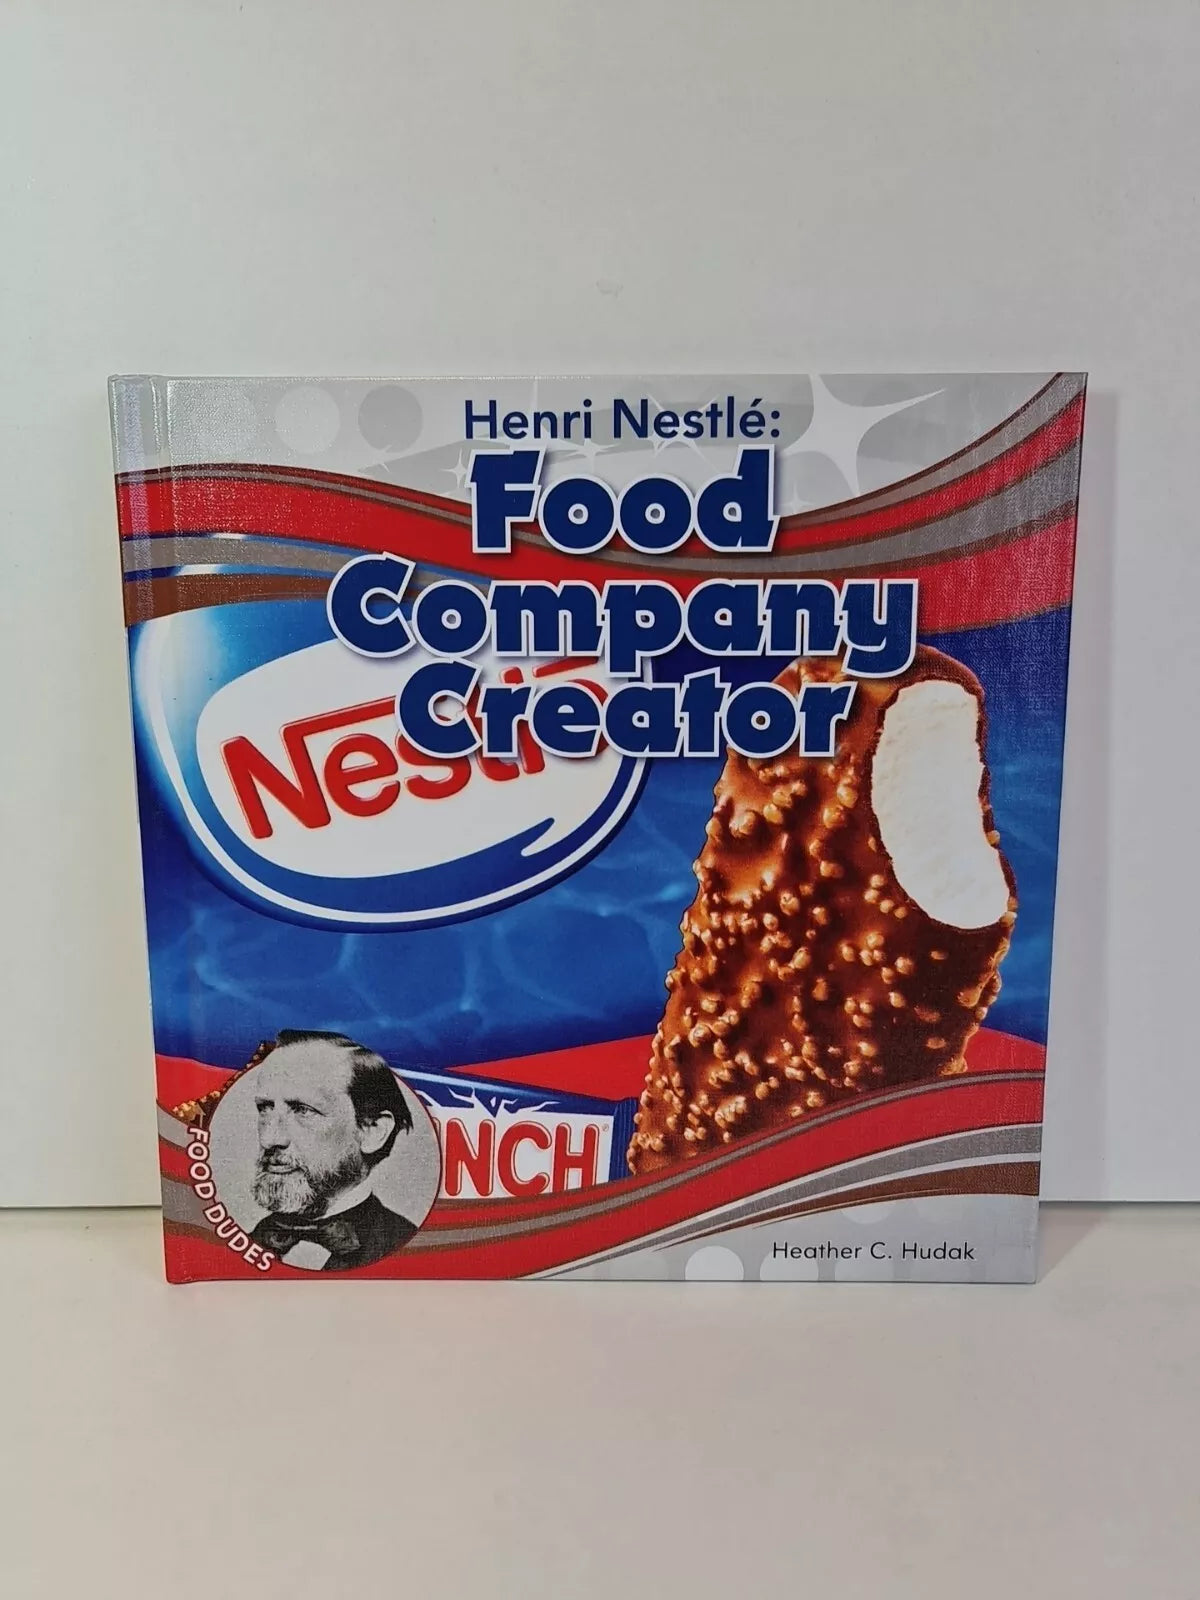 Henri Nestlé:
Food
Company
Creator
Nestlé
NCH®
FOOD DUDES
Heather C. Hudak